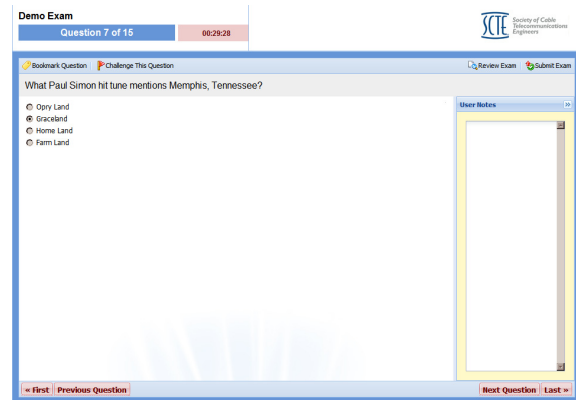 Demo Exam
Question 7 of 15
00:29:28
SCTE Society of Cable
Telecommunications
Engineers
Bookmark Question
Challenge This Question
Review Exam
Submit Exam
What Paul Simon hit tune mentions Memphis, Tennessee?
Opry Land
Graceland
Home Land
Farm Land
User Notes
« First
Previous Question
Next Question
Last »